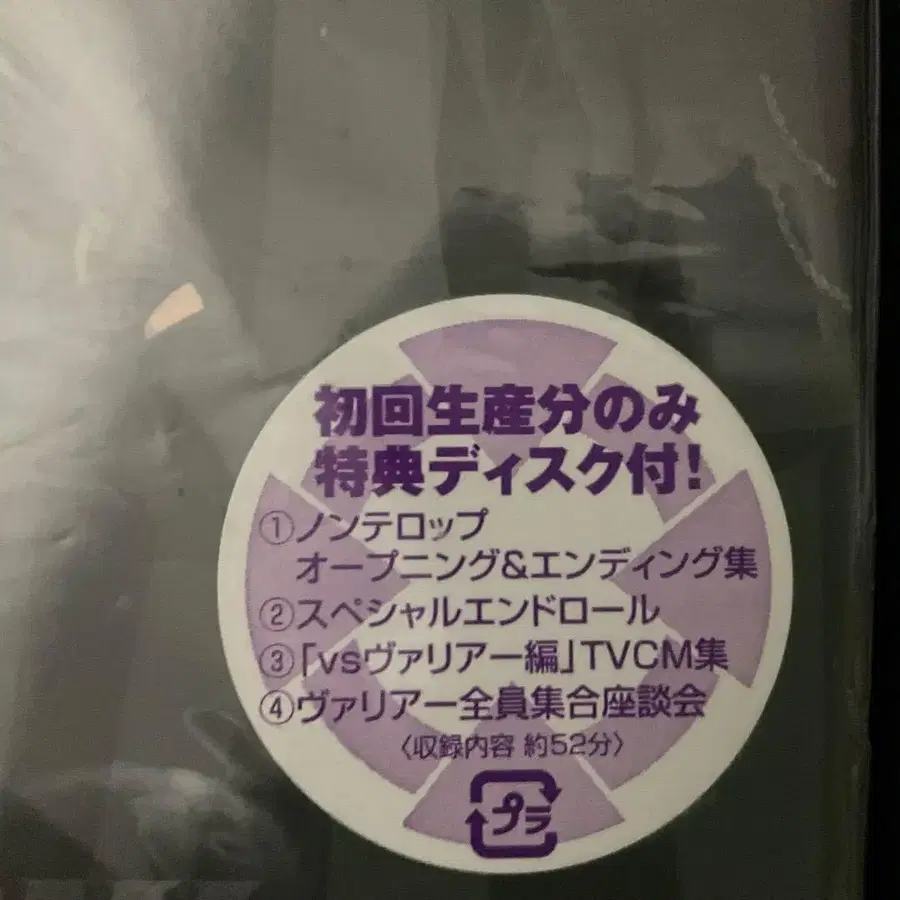 初回生産分のみ
特典ディスク付!
①ノンテロップ
オープニング&エンディング集
②スペシャルエンドロール
③「vsヴァリアー編」TVCM集
④ヴァリアー全員集合座談会
〈収録内容 約52分〉
プラ